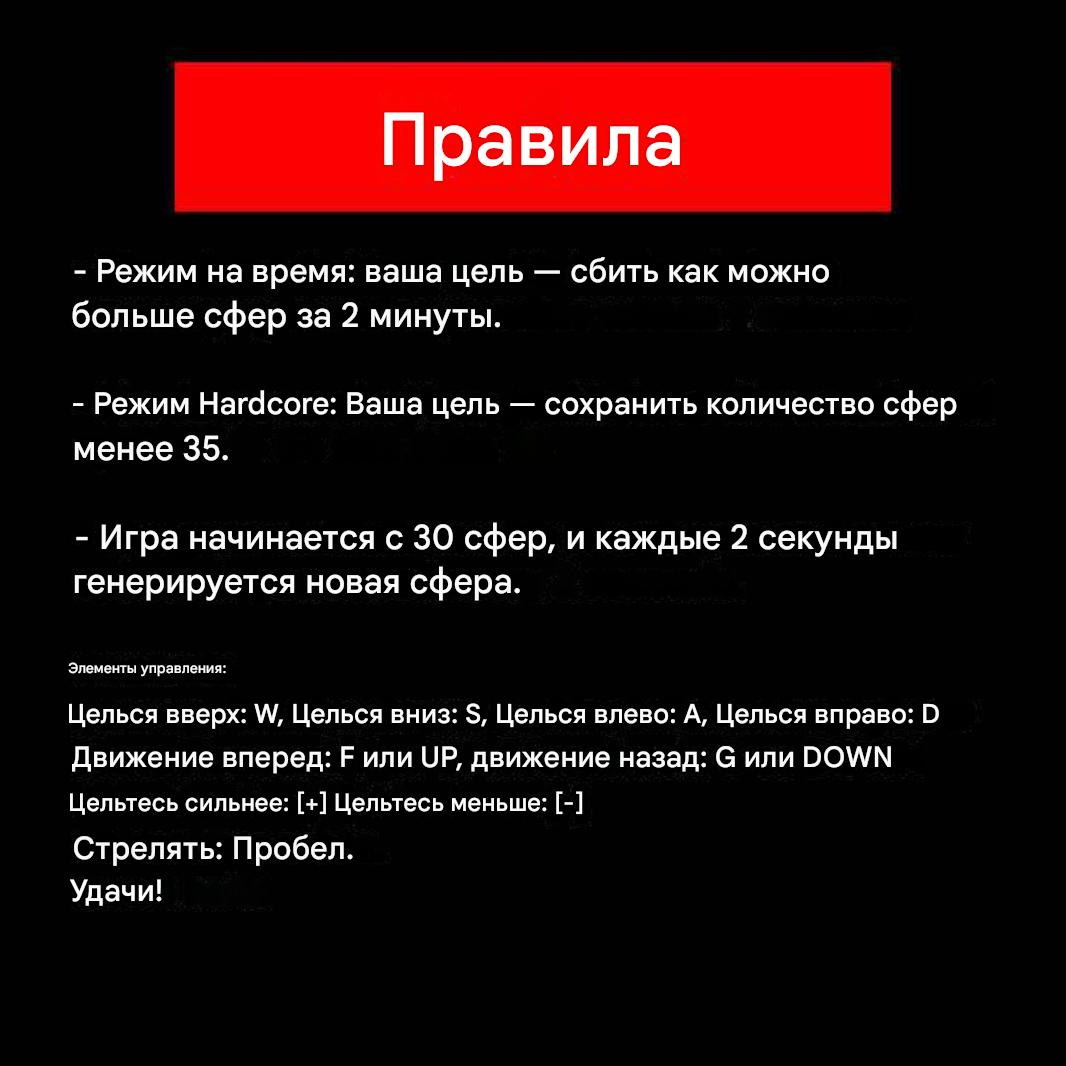 Правила
- Режим на время: ваша цель — сбить как можно
больше сфер за 2 минуты.
- Режим Hardcore: Ваша цель — сохранить количество сфер
менее 35.
- Игра начинается с 30 сфер, и каждые 2 секунды
генерируется новая сфера.
Элементы управления:
Целься вверх: W, Целься вниз: S, Целься влево: A, Целься вправо: D
Движение вперед: F или UP, движение назад: G или DOWN
Цельтесь сильнее: [+] Цельтесь меньше: [-]
Стрелять: Пробел.
Удачи!